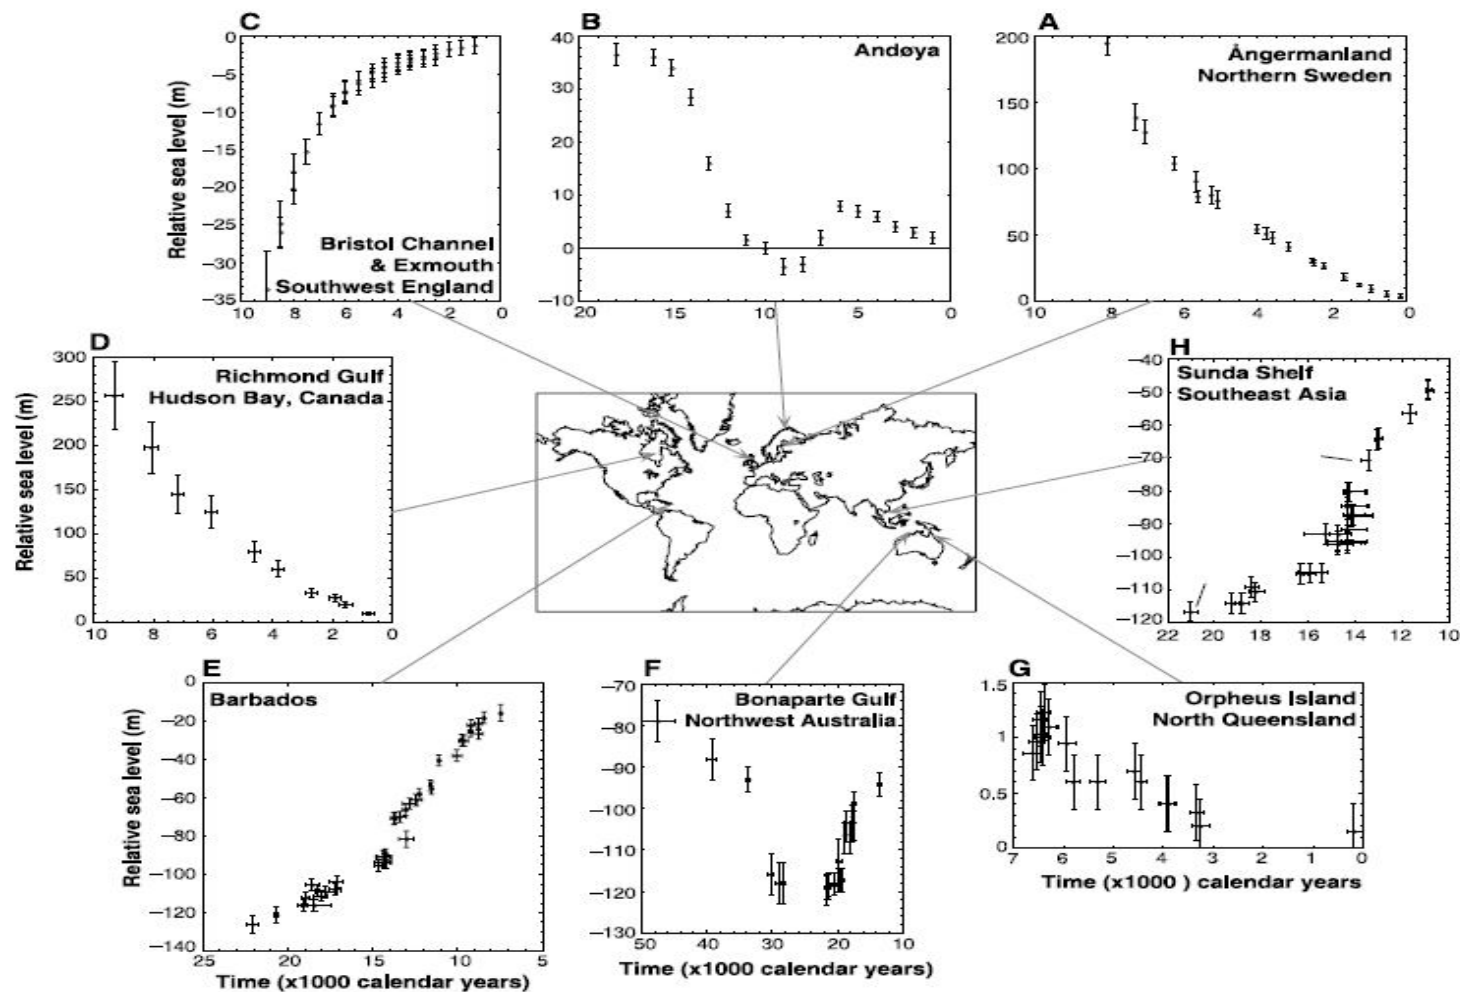 C
Relative sea level (m)
0
−5
−10
−15
−20
−25
−30
−35
Bristol Channel
& Exmouth
Southwest England
10 8 6 4 2 0
B
40
30
20
10
0
−10
Andøya
20 15 10 5 0
A
200
150
100
50
0
Ångermanland
Northern Sweden
10 8 6 4 2 0
D
Relative sea level (m)
300
250
200
150
100
50
0
Richmond Gulf
Hudson Bay, Canada
10 8 6 4 2 0
H
−40
−50
−60
−70
−80
−90
−100
−110
−120
Sunda Shelf
Southeast Asia
22 20 18 16 14 12 10
E
Relative sea level (m)
0
−20
−40
−60
−80
−100
−120
−140
Barbados
25 20 15 10 5
Time (x1000 calendar years)
F
−70
−80
−90
−100
−110
−120
−130
Bonaparte Gulf
Northwest Australia
50 40 30 20 10
Time (x1000 calendar years)
G
1.5
1
0.5
0
Orpheus Island
North Queensland
7 6 5 4 3 2 1 0
Time (x1000 ) calendar years